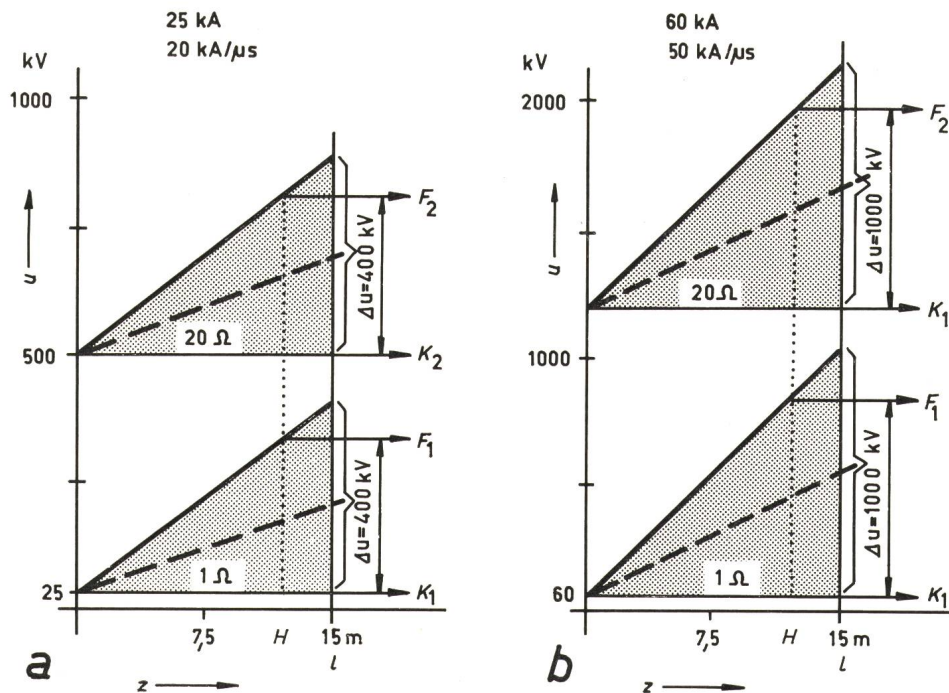 25 kA
20 kA/µs
kV
1000
u
500
25
20 Ω
1 Ω
F₂
K₂
F₁
K₁
Δu=400 kV
Δu=400 kV
7,5
H
15 m
l
z
a
60 kA
50 kA/µs
kV
2000
u
1000
60
20 Ω
1 Ω
F₂
K₁
F₁
K₁
Δu=1000 kV
Δu=1000 kV
7,5
H
15 m
l
z
b